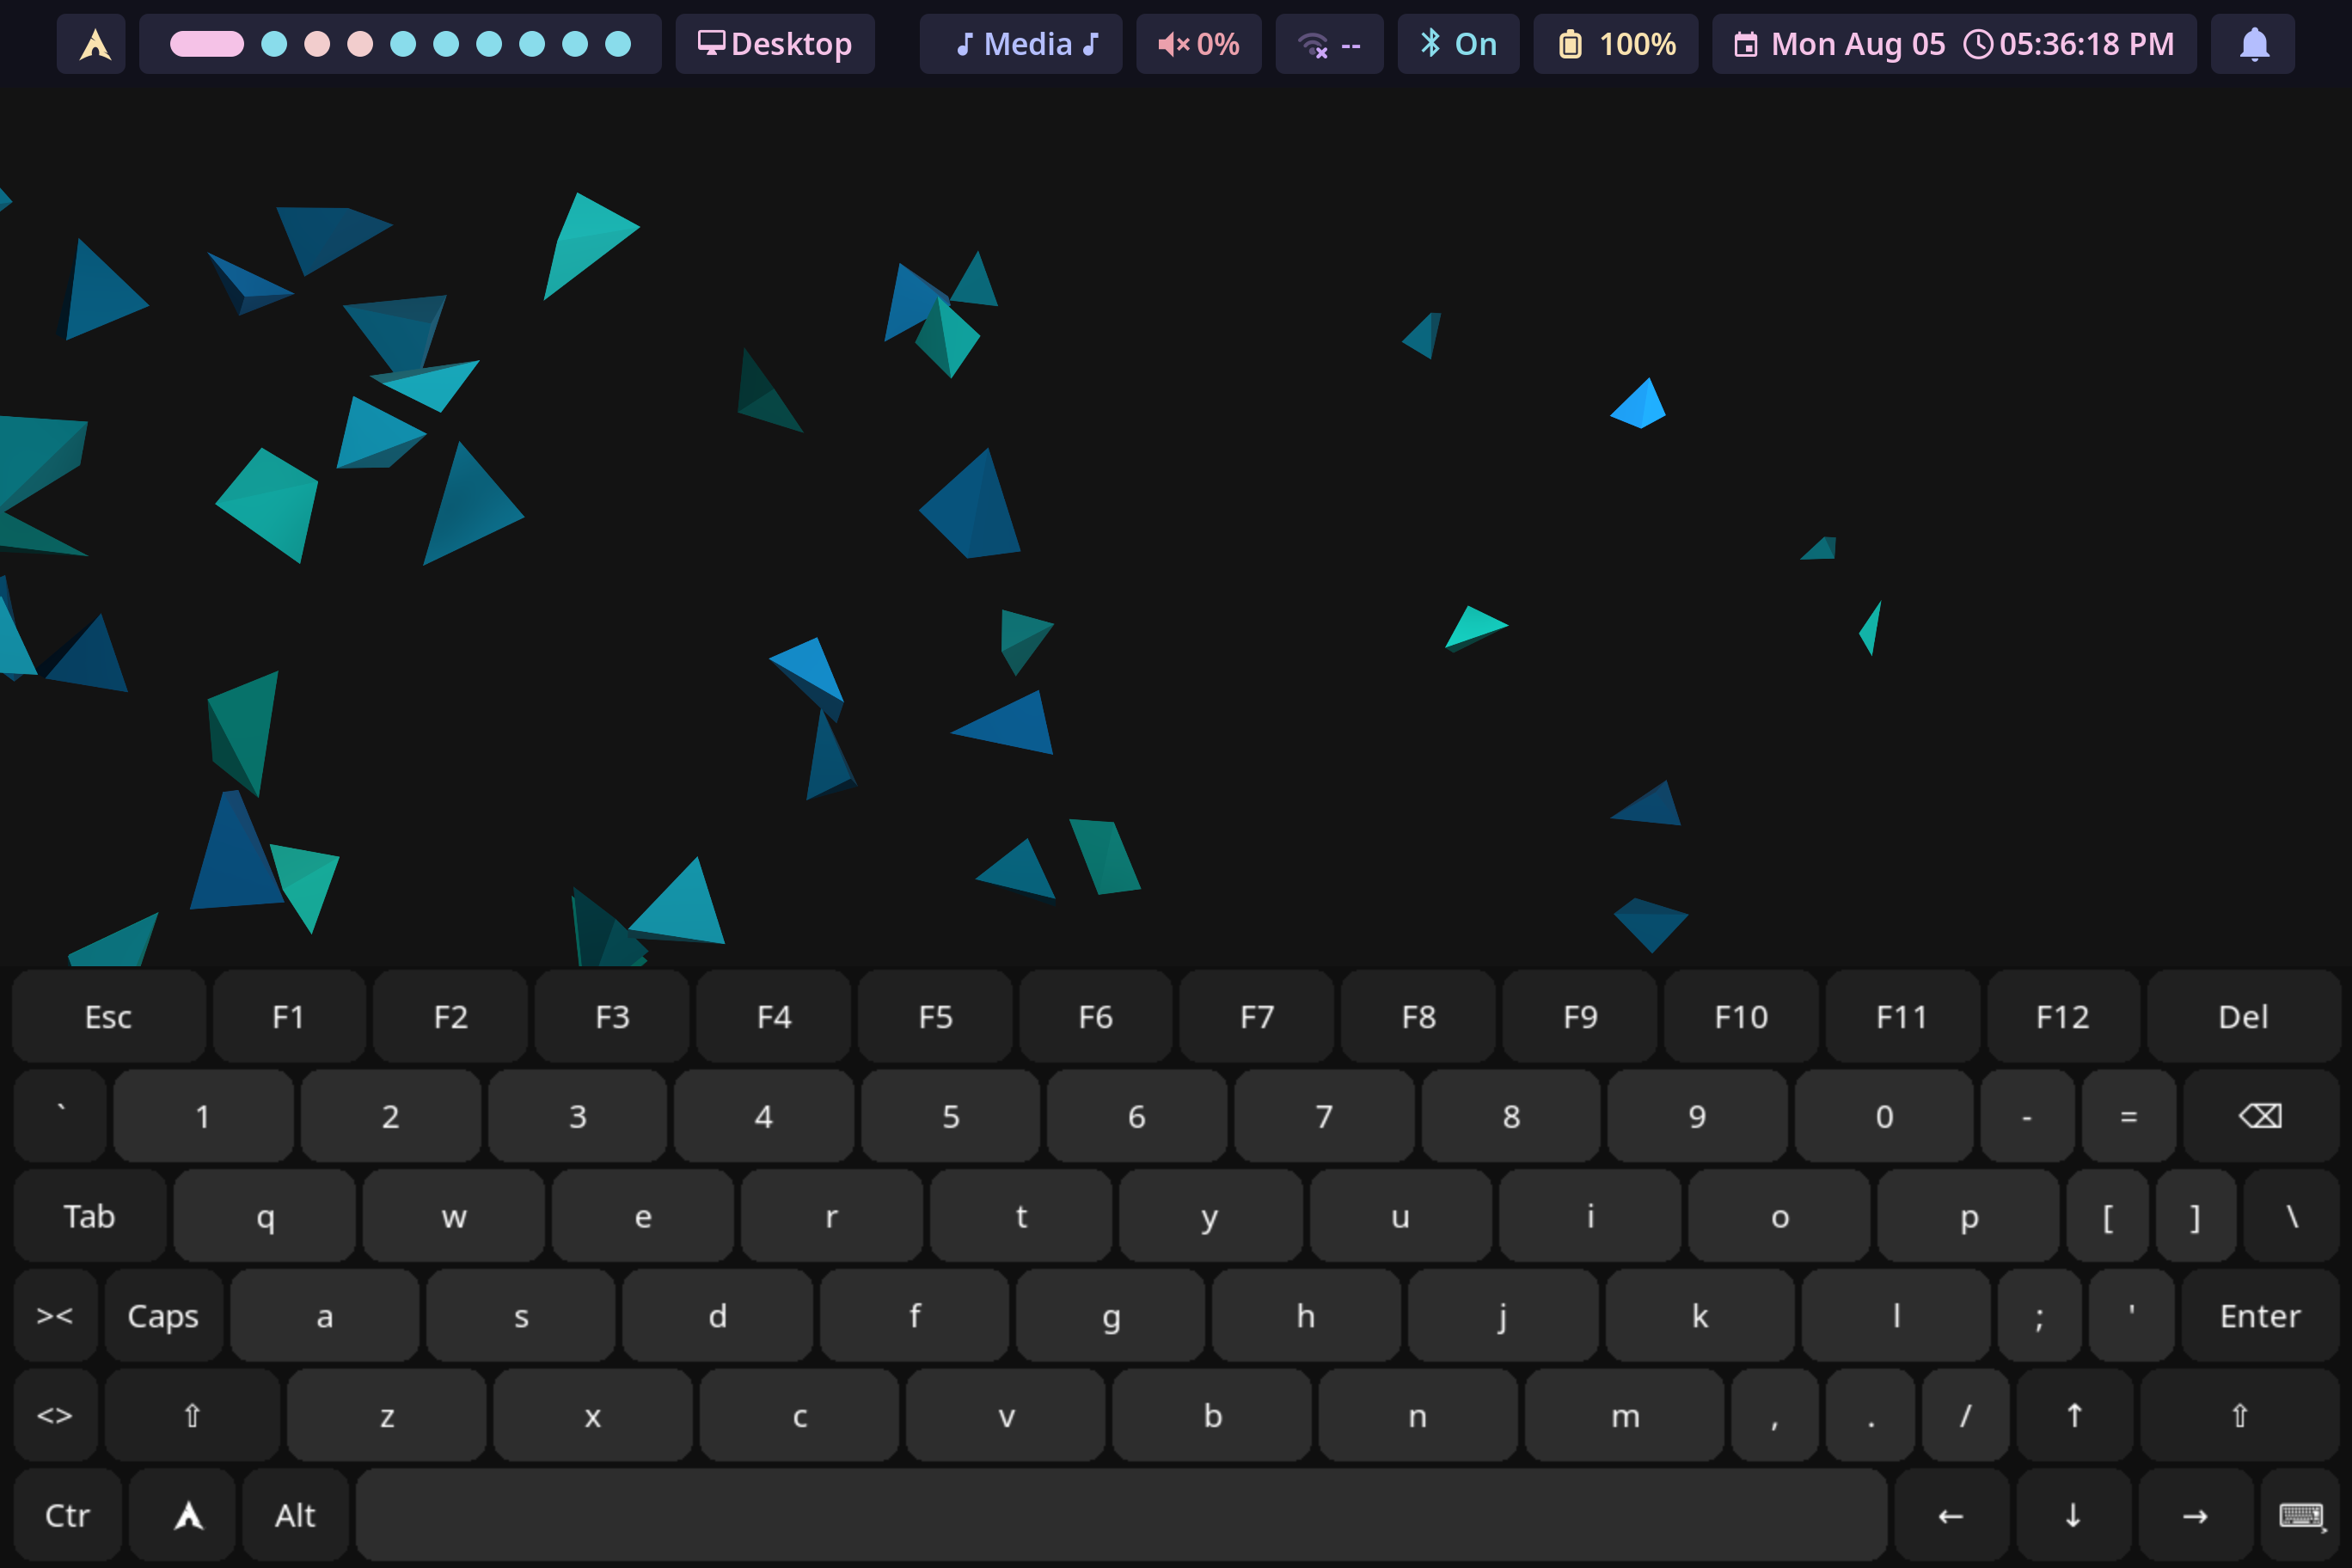 Desktop Media 0% -- On 100% Mon Aug 05 05:36:18 PM
Esc F1 F2 F3 F4 F5 F6 F7 F8 F9 F10 F11 F12 Del
` 1 2 3 4 5 6 7 8 9 0 - = ⌫
Tab q w e r t y u i o p [ ] \
>< Caps a s d f g h j k l ; ' Enter
<> ⇧ z x c v b n m , . / ↑ ⇧
Ctr Alt ← ↓ →